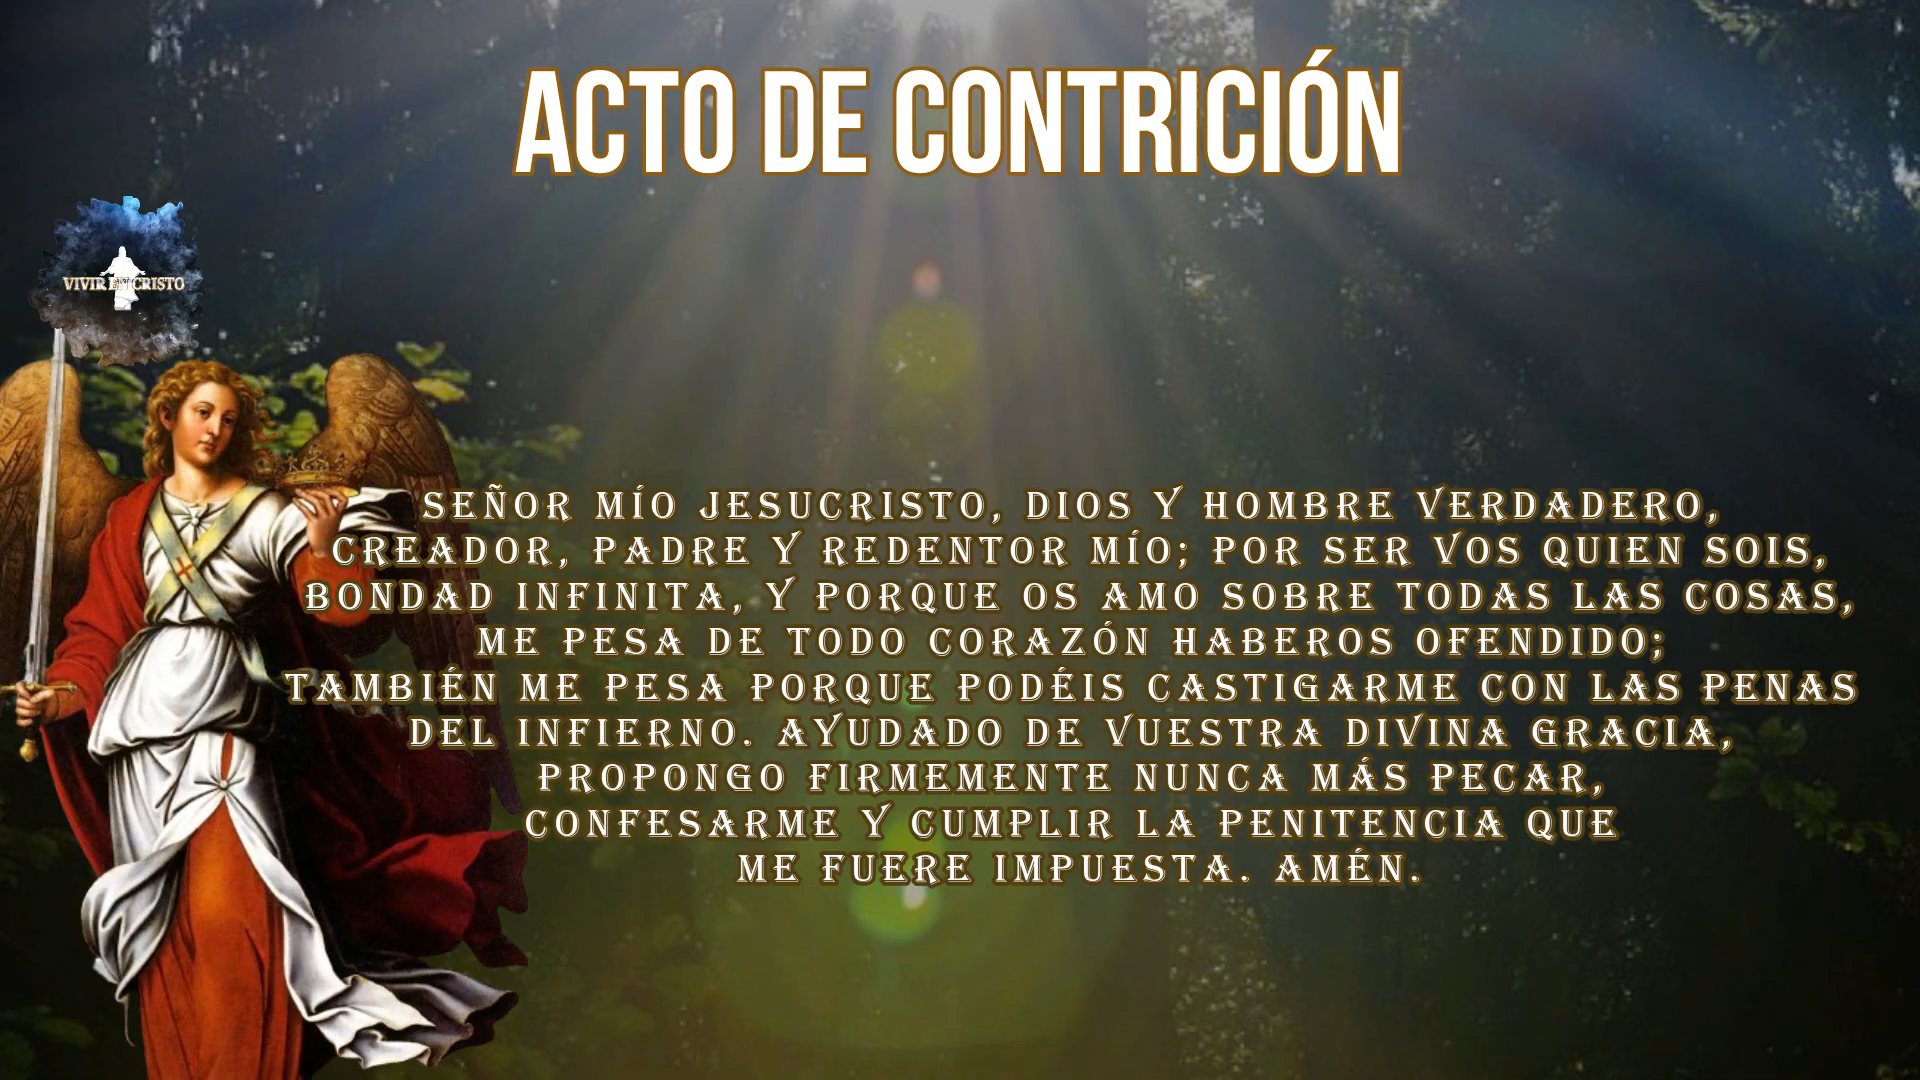 ACTO DE CONTRICIÓN
VIVIR EN CRISTO
SEÑOR MÍO JESUCRISTO, DIOS Y HOMBRE VERDADERO,
CREADOR, PADRE Y REDENTOR MÍO; POR SER VOS QUIEN SOIS,
BONDAD INFINITA, Y PORQUE OS AMO SOBRE TODAS LAS COSAS,
ME PESA DE TODO CORAZÓN HABEROS OFENDIDO;
TAMBIÉN ME PESA PORQUE PODÉIS CASTIGARME CON LAS PENAS
DEL INFIERNO. AYUDADO DE VUESTRA DIVINA GRACIA,
PROPONGO FIRMEMENTE NUNCA MÁS PECAR,
CONFESARME Y CUMPLIR LA PENITENCIA QUE
ME FUERE IMPUESTA. AMÉN.